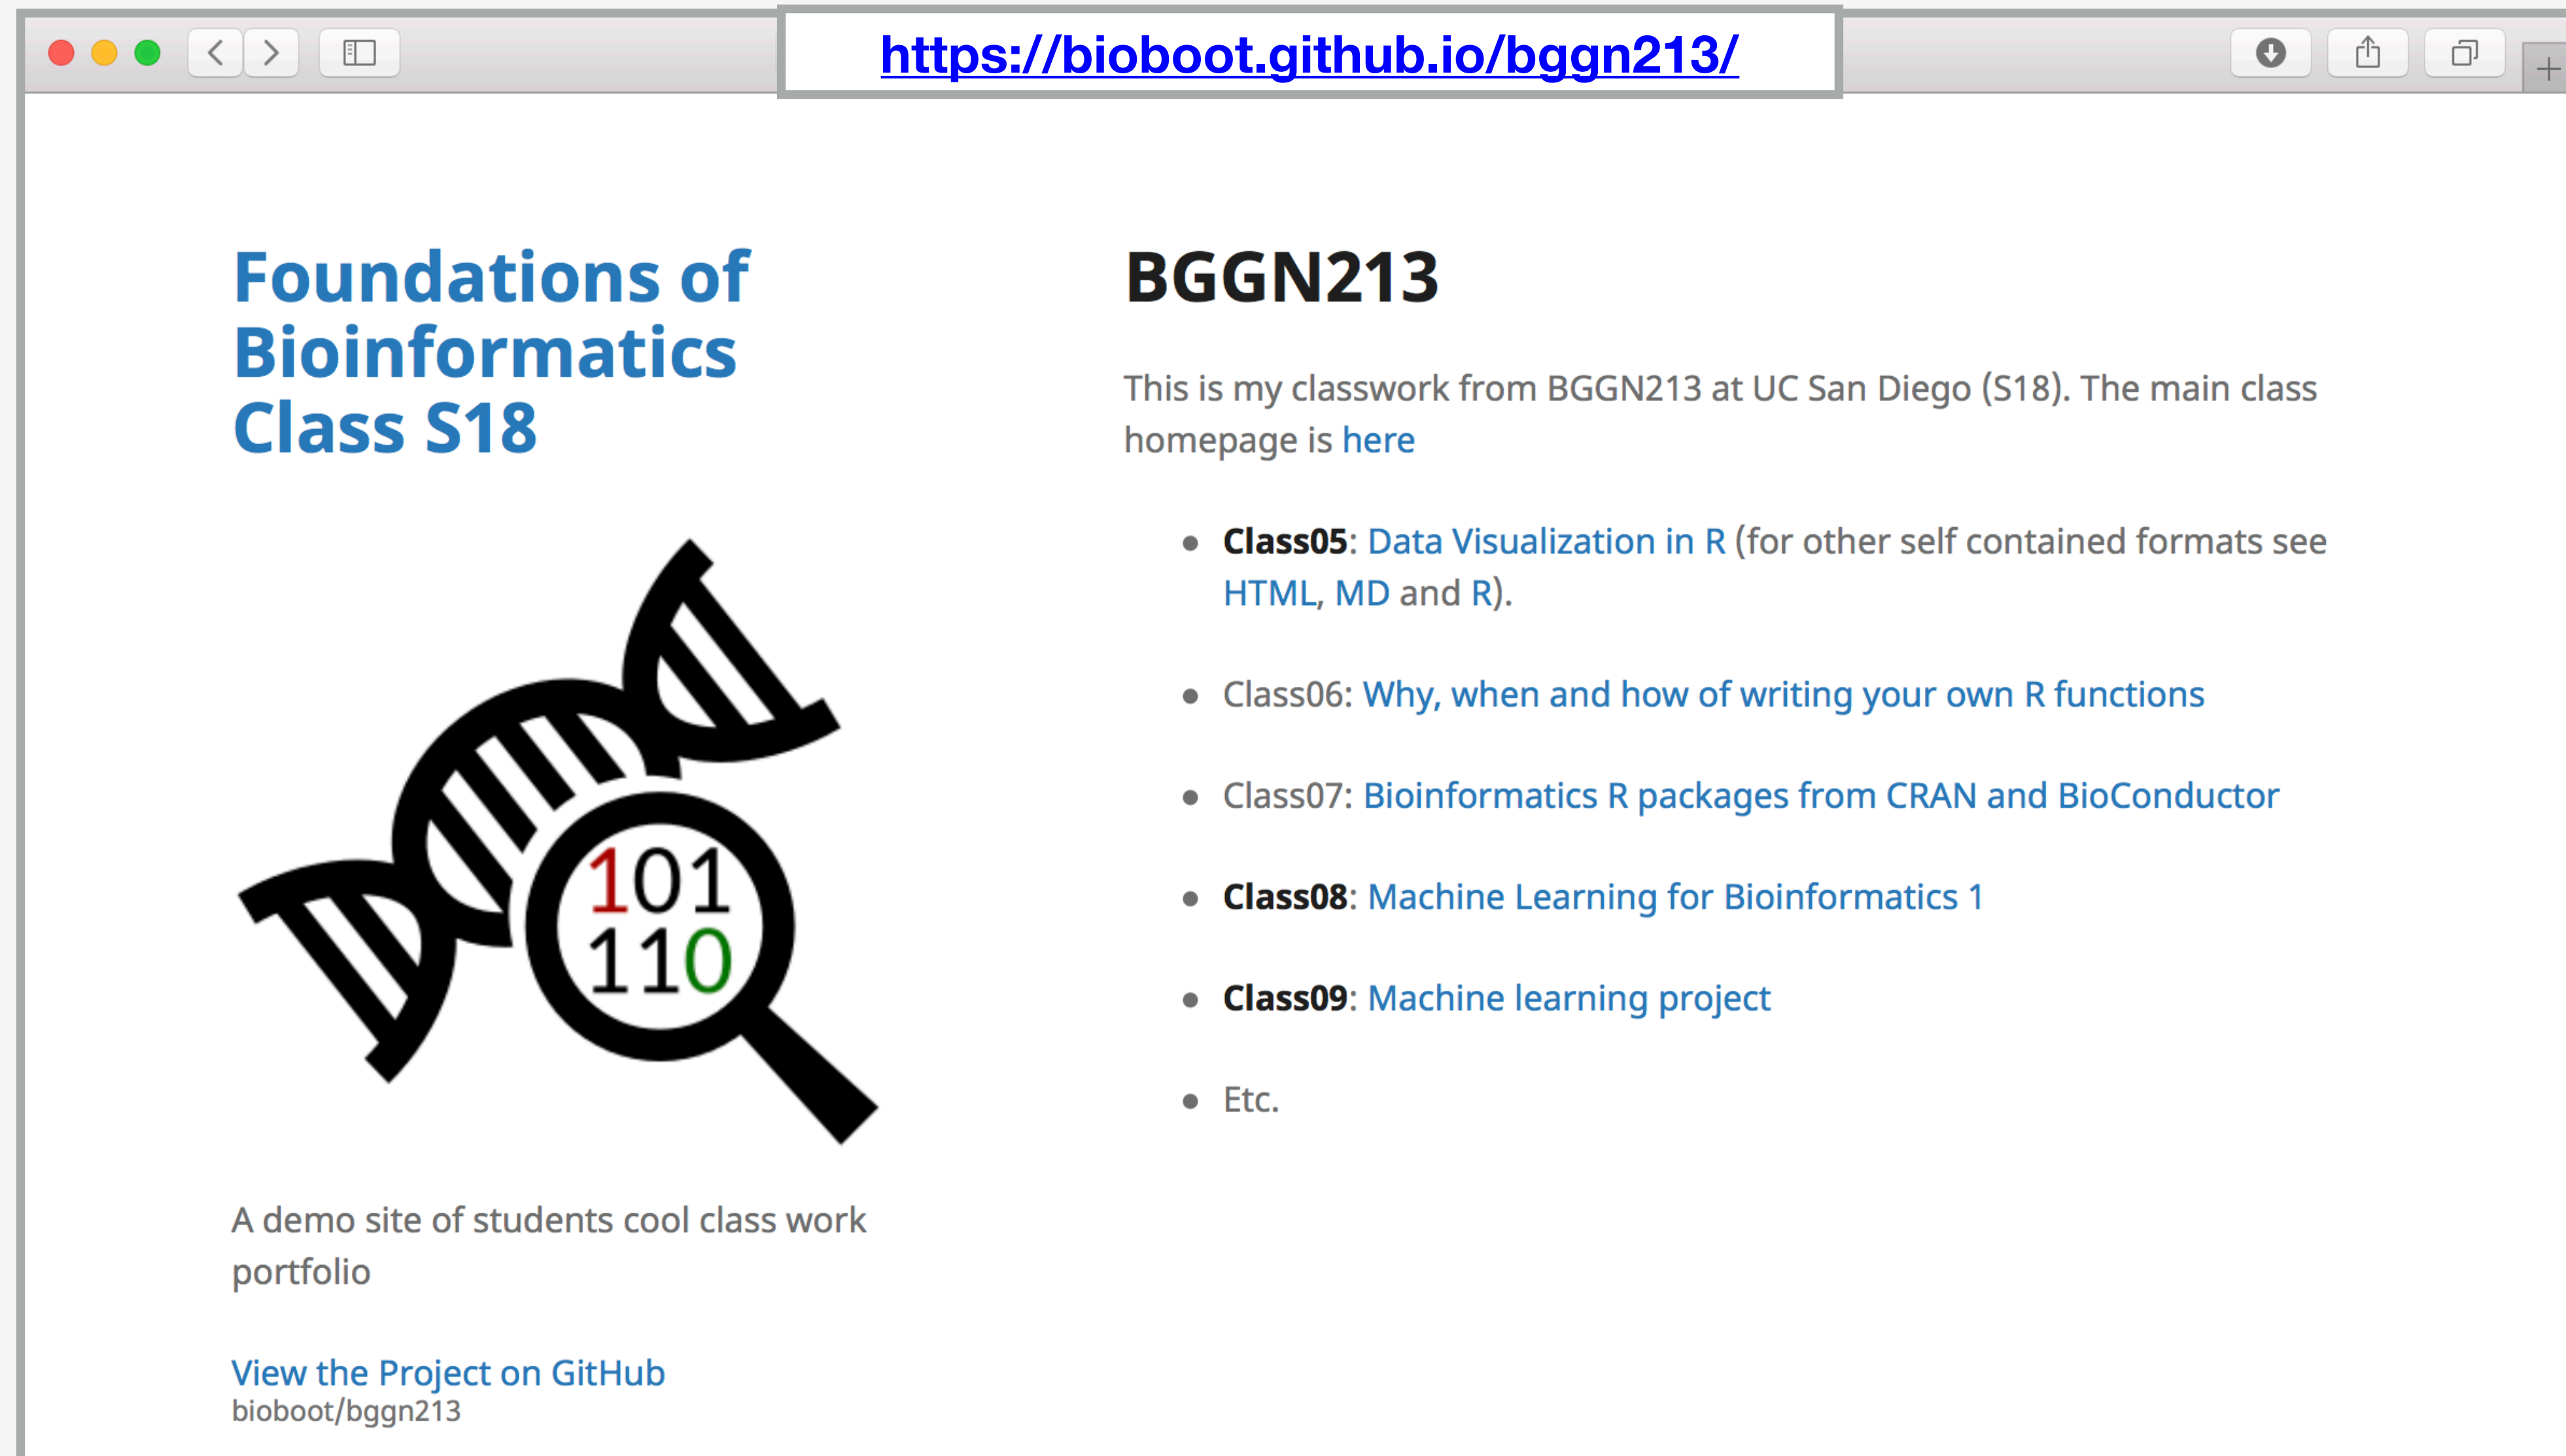 https://bioboot.github.io/bggn213/
Foundations of
Bioinformatics
Class S18
101
110
A demo site of students cool class work
portfolio
View the Project on GitHub
bioboot/bggn213
BGGN213
This is my classwork from BGGN213 at UC San Diego (S18). The main class
homepage is here
• Class05: Data Visualization in R (for other self contained formats see
HTML, MD and R).
• Class06: Why, when and how of writing your own R functions
• Class07: Bioinformatics R packages from CRAN and BioConductor
• Class08: Machine Learning for Bioinformatics 1
• Class09: Machine learning project
• Etc.